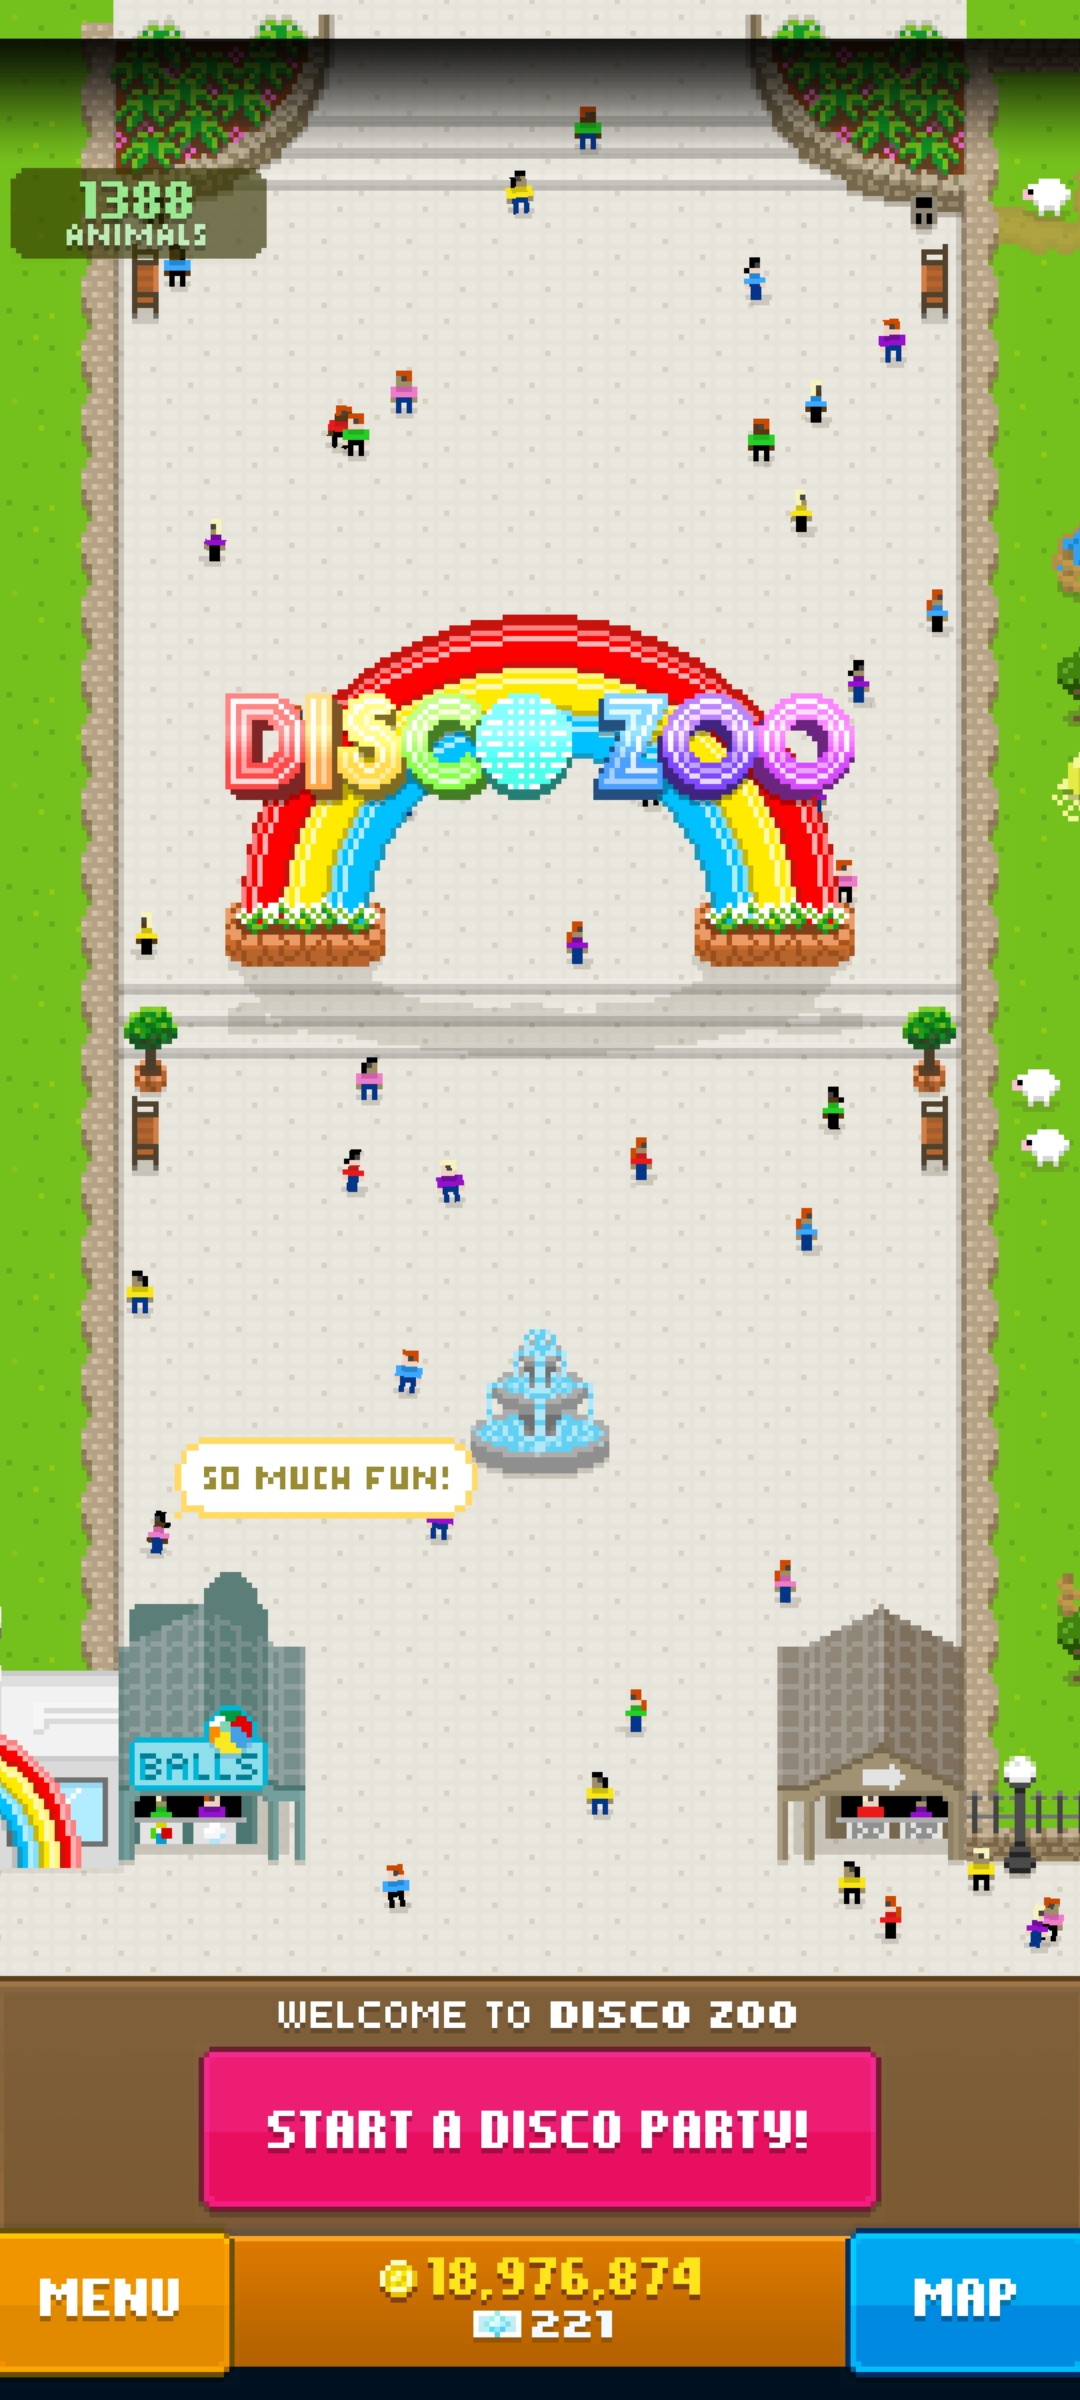 1388
ANIMALS
DISCO ZOO
SO MUCH FUN!
BALLS
WELCOME TO DISCO ZOO
START A DISCO PARTY!
MENU
18,976,874
221
MAP